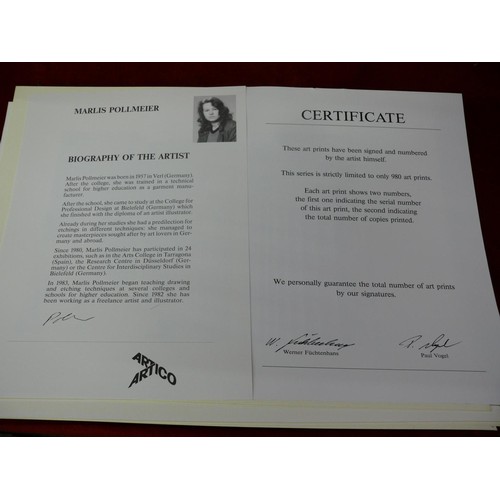 MARLIS POLLMEIER
BIOGRAPHY OF THE ARTIST
Marlis Pollmeier was born in 1957 in Verl (Germany).
After the college, she was trained in a technical
school for higher education as a garment manu-
facturer.
After the school, she came to study at the College for
Professional Design at Bielefeld (Germany) which
she finished with the diploma of an artist illustrator.
Already during her studies she had a predilection for
etchings in different techniques: she managed to
create masterpieces sought after by art lovers in Ger-
many and abroad.
Since 1980, Marlis Pollmeier has participated in 24
exhibitions, such as in the Arts College in Tarragona
(Spain), the Research Centre in Düsseldorf (Ger-
many) or the Centre for Interdisciplinary Studies in
Bielefeld (Germany).
In 1983, Marlis Pollmeier began teaching drawing
and etching techniques at several colleges and
schools for higher education. Since 1982 she has
been working as a freelance artist and illustrator.
ARTICO
ARTICO
CERTIFICATE
These art prints have been signed and numbered
by the artist himself.
This series is strictly limited to only 980 art prints.
Each art print shows two numbers,
the first one indicating the serial number
of this art print, the second indicating
the total number of copies printed.
We personally guarantee the total number of art prints
by our signatures.
Werner Füchtenhans
Paul Vogel